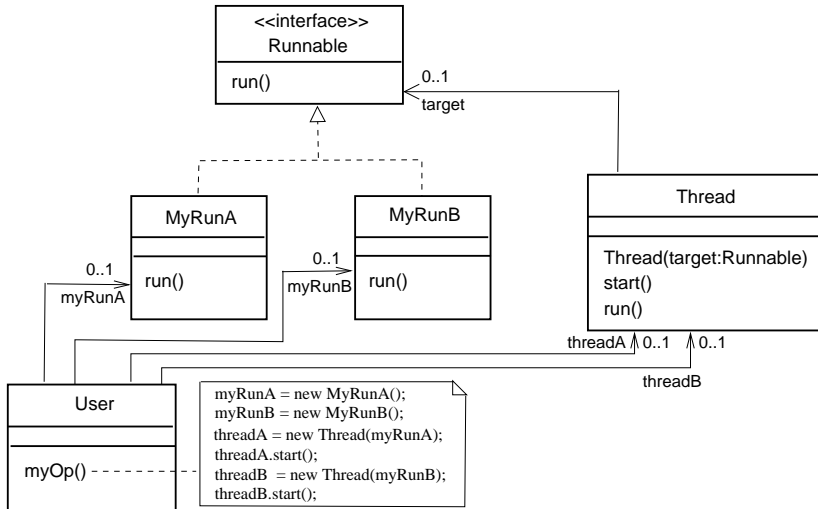 <<interface>>
Runnable
run()
0..1
target
MyRunA
run()
MyRunB
run()
Thread
Thread(target:Runnable)
start()
run()
0..1
myRunA
0..1
myRunB
threadA
0..1
0..1
threadB
User
myOp()
myRunA = new MyRunA();
myRunB = new MyRunB();
threadA = new Thread(myRunA);
threadA.start();
threadB = new Thread(myRunB);
threadB.start();